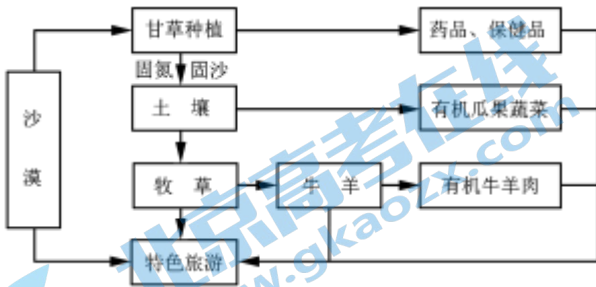 甘草种植
药品、保健品
固氮 固沙
沙漠
土 壤
有机瓜果蔬菜
牧 草
牛 羊
有机牛羊肉
特色旅游
北京高考在线
www.gkaozx.com